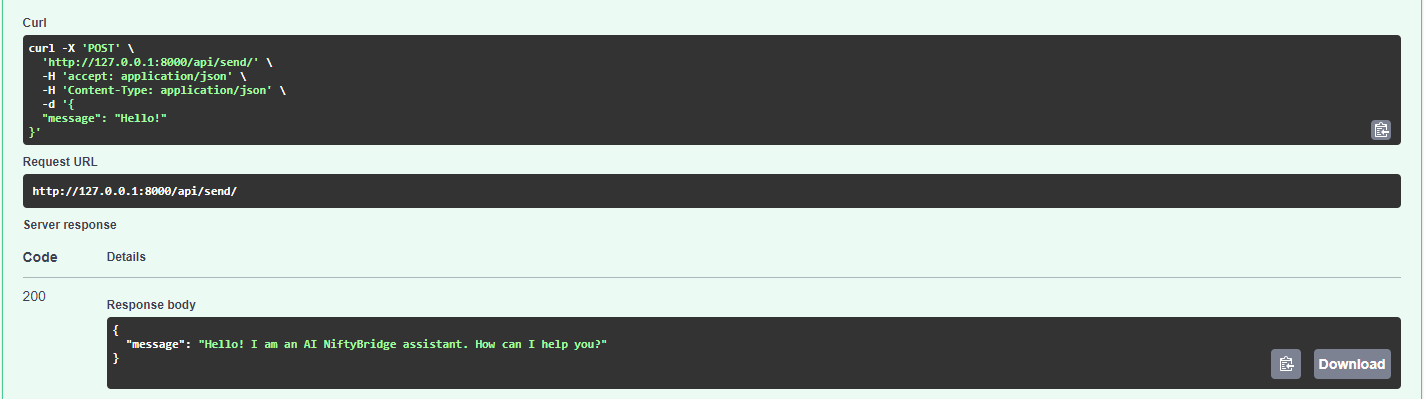 Curl
curl -X 'POST' \
  'http://127.0.0.1:8000/api/send/' \
  -H 'accept: application/json' \
  -H 'Content-Type: application/json' \
  -d '{
  "message": "Hello!"
}'
Request URL
http://127.0.0.1:8000/api/send/
Server response
Code Details
200
Response body
{
  "message": "Hello! I am an AI NiftyBridge assistant. How can I help you?"
}
Download